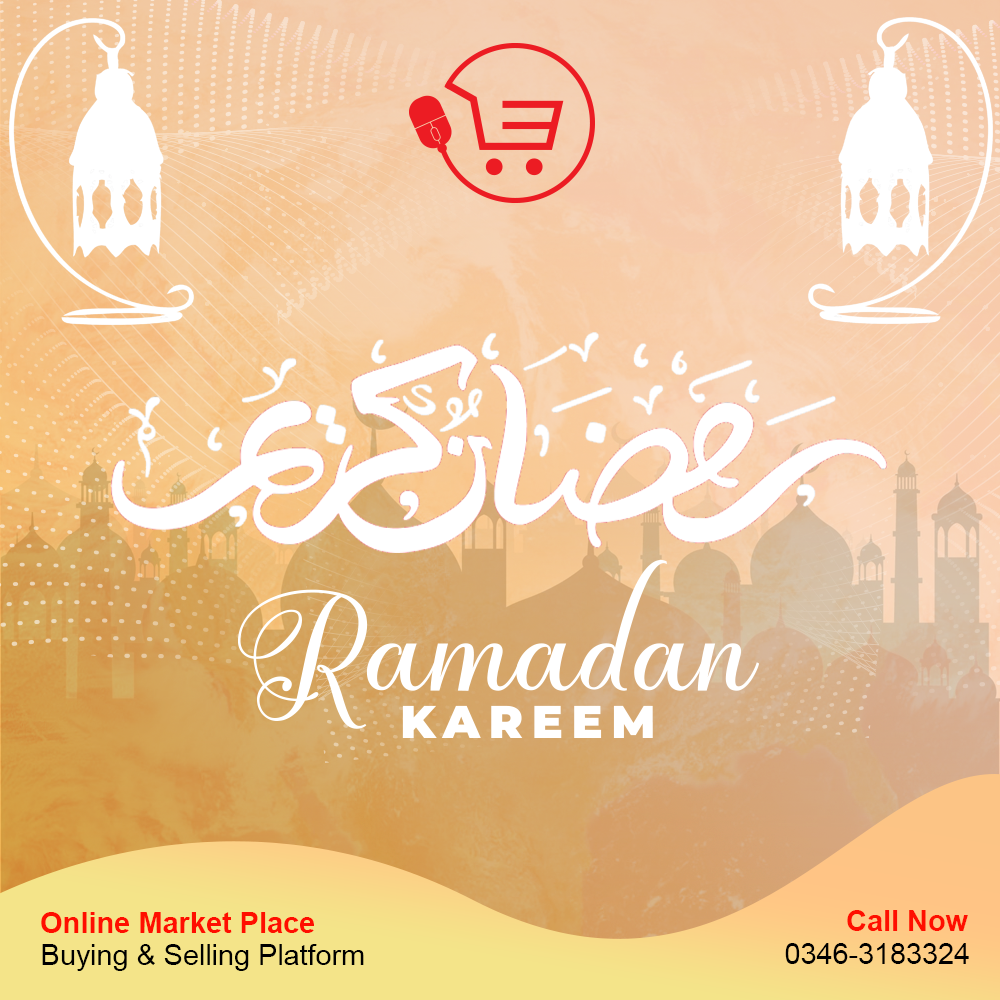 رمضان كريم
Ramadan
KAREEM
Online Market Place
Buying & Selling Platform
Call Now
0346-3183324